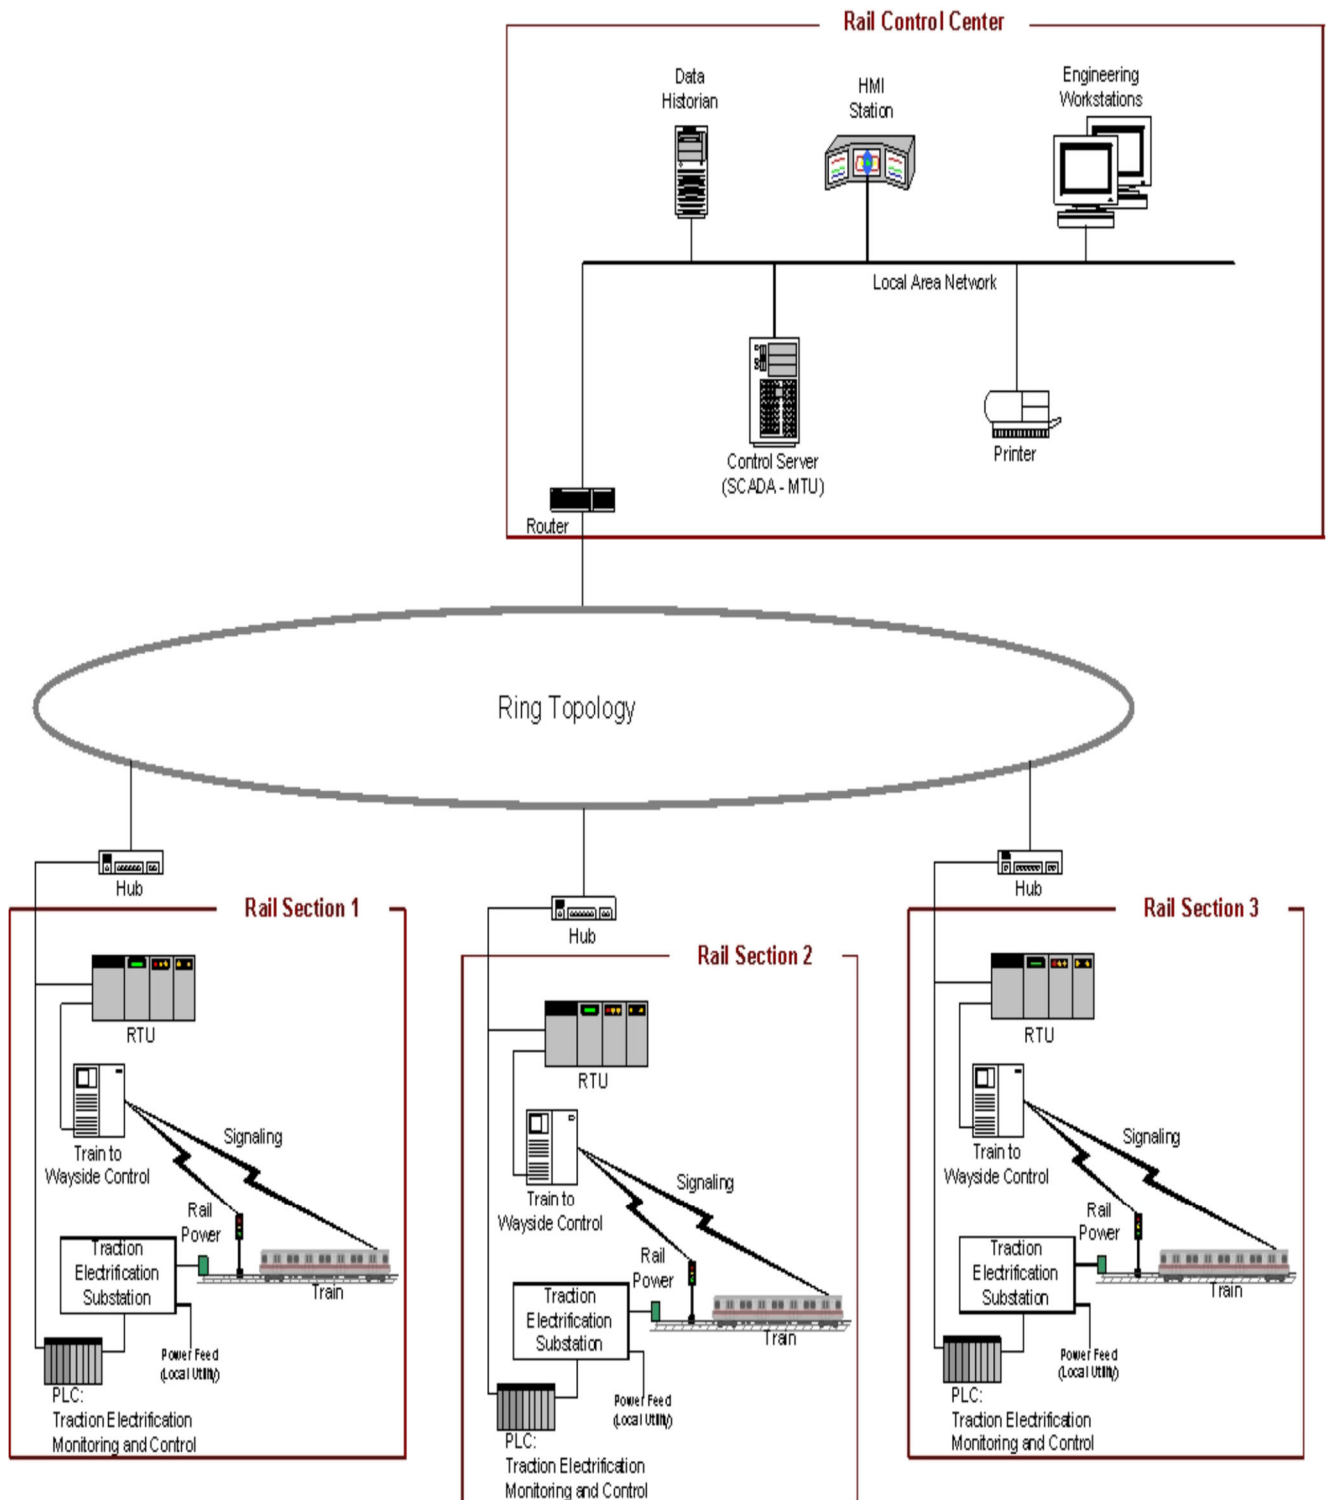 Rail Control Center
Data
Historian
HMI
Station
Engineering
Workstations
Local Area Network
Control Server
(SCADA - MTU)
Printer
Router
Ring Topology
Hub
Rail Section 1
RTU
Train to
Wayside Control
Signaling
Rail
Power
Traction
Electrification
Substation
Train
Power Feed
(Local Utility)
PLC:
Traction Electrification
Monitoring and Control
Hub
Rail Section 2
RTU
Train to
Wayside Control
Signaling
Rail
Power
Traction
Electrification
Substation
Train
Power Feed
(Local Utility)
PLC:
Traction Electrification
Monitoring and Control
Hub
Rail Section 3
RTU
Train to
Wayside Control
Signaling
Rail
Power
Traction
Electrification
Substation
Train
Power Feed
(Local Utility)
PLC:
Traction Electrification
Monitoring and Control